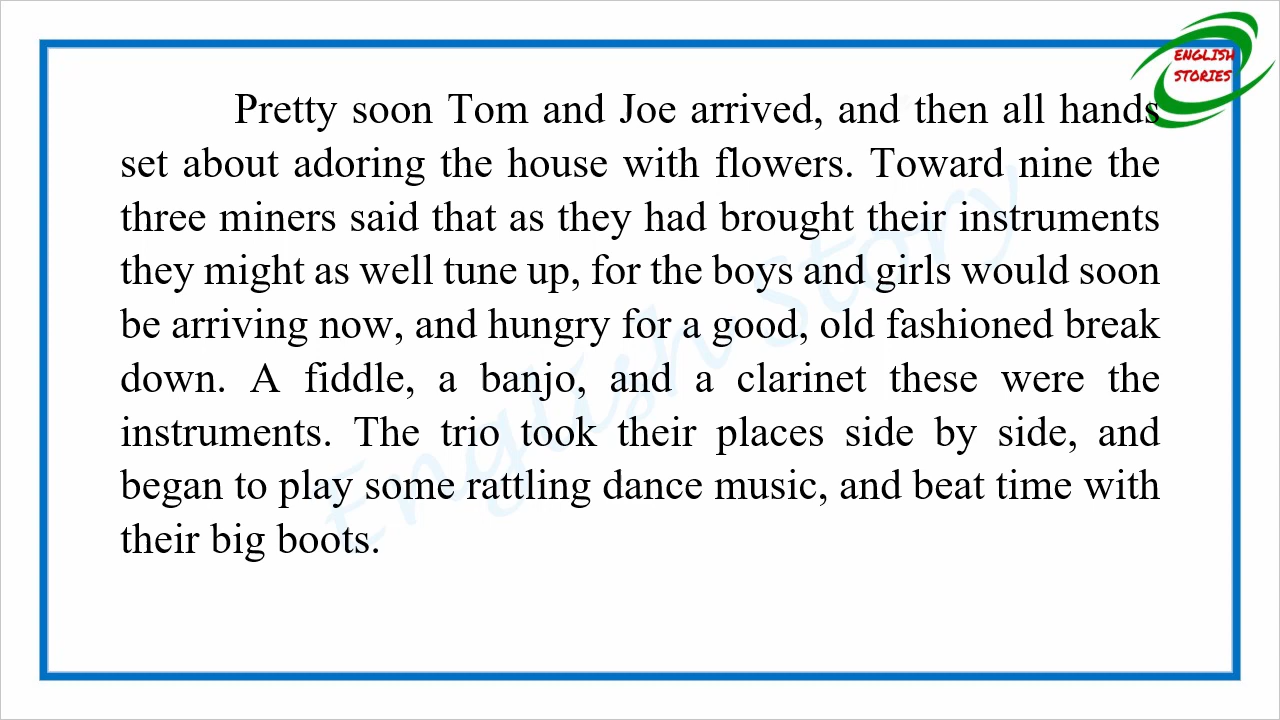 ENGLISH
STORIES
Pretty soon Tom and Joe arrived, and then all hands
set about adoring the house with flowers. Toward nine the
three miners said that as they had brought their instruments
they might as well tune up, for the boys and girls would soon
be arriving now, and hungry for a good, old fashioned break
down. A fiddle, a banjo, and a clarinet these were the
instruments. The trio took their places side by side, and
began to play some rattling dance music, and beat time with
their big boots.
English Story